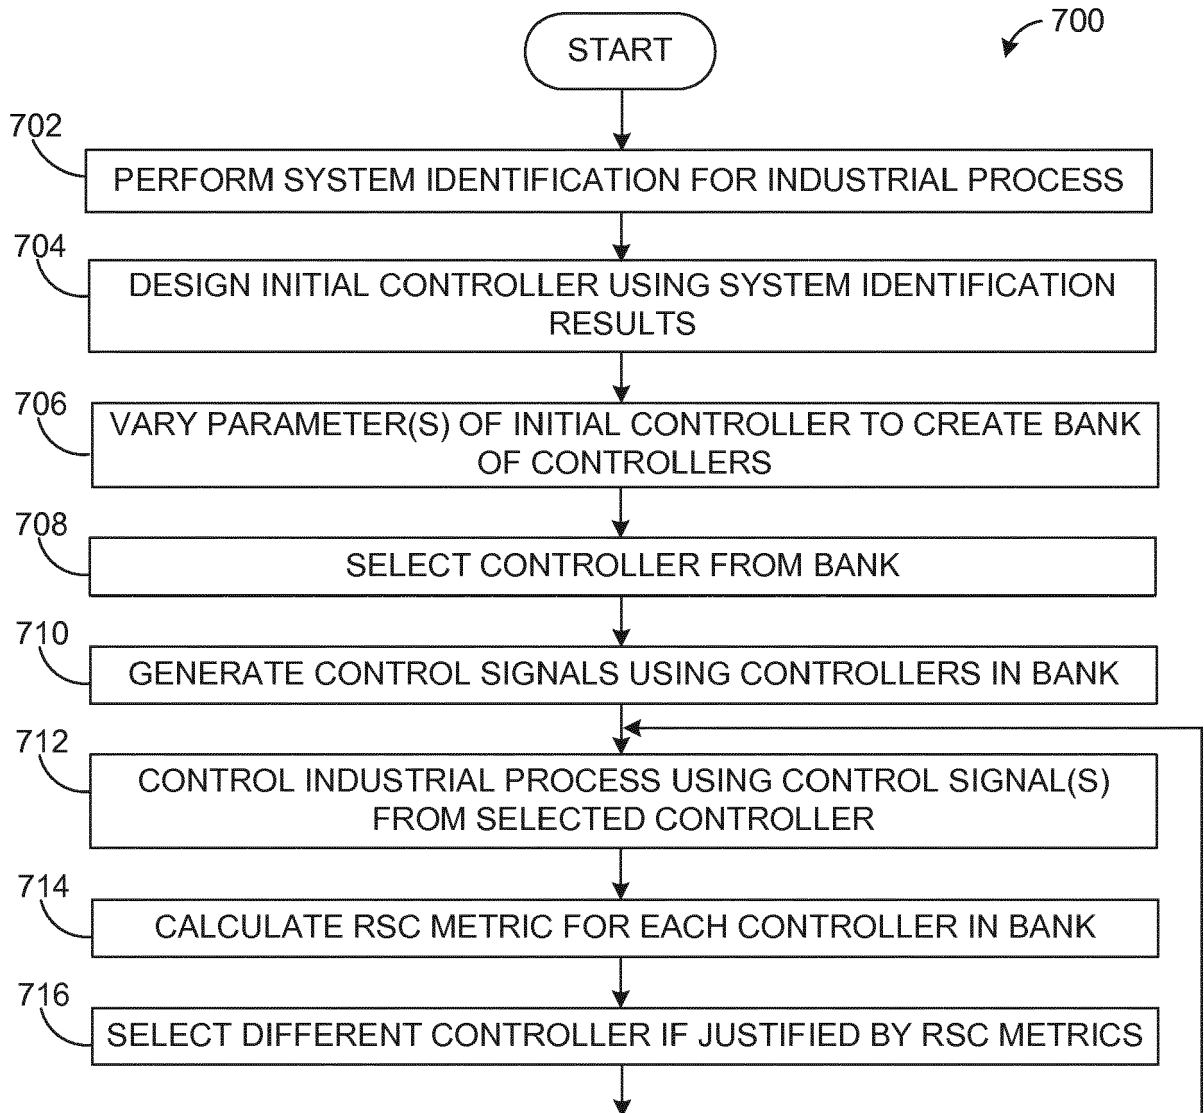 700
START
702
PERFORM SYSTEM IDENTIFICATION FOR INDUSTRIAL PROCESS
704
DESIGN INITIAL CONTROLLER USING SYSTEM IDENTIFICATION
RESULTS
706
VARY PARAMETER(S) OF INITIAL CONTROLLER TO CREATE BANK
OF CONTROLLERS
708
SELECT CONTROLLER FROM BANK
710
GENERATE CONTROL SIGNALS USING CONTROLLERS IN BANK
712
CONTROL INDUSTRIAL PROCESS USING CONTROL SIGNAL(S)
FROM SELECTED CONTROLLER
714
CALCULATE RSC METRIC FOR EACH CONTROLLER IN BANK
716
SELECT DIFFERENT CONTROLLER IF JUSTIFIED BY RSC METRICS